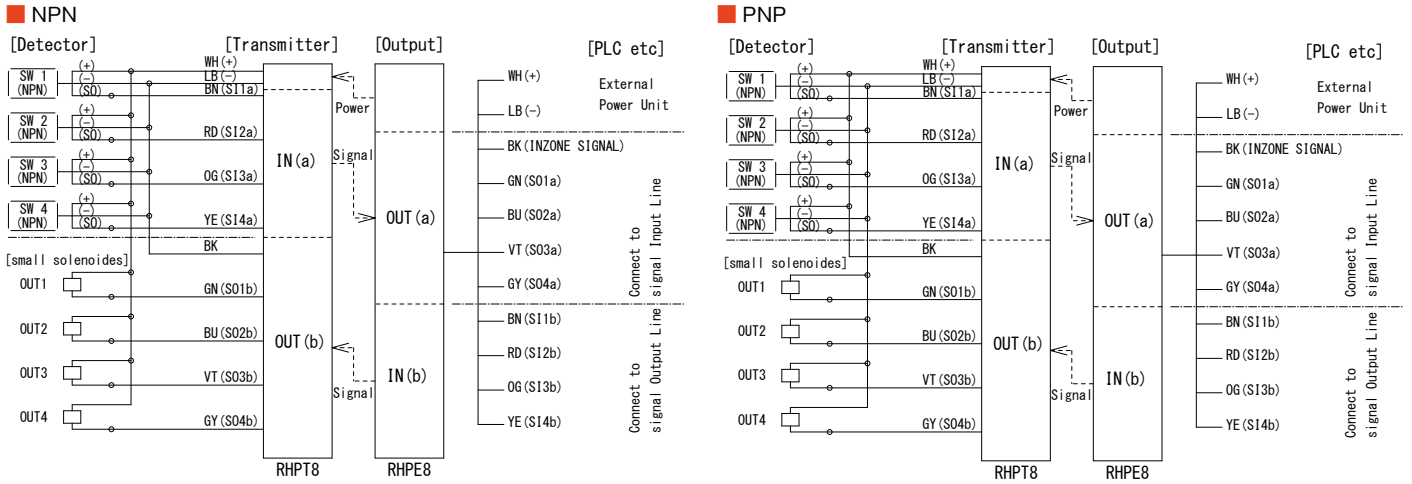 NPN
[Detector]
[Transmitter]
[Output]
[PLC etc]
SW 1
(NPN)
(+)
(−)
(SO)
WH(+)
LB(−)
BN(SI1a)
SW 2
(NPN)
(+)
(−)
(SO)
RD(SI2a)
SW 3
(NPN)
(+)
(−)
(SO)
OG(SI3a)
SW 4
(NPN)
(+)
(−)
(SO)
YE(SI4a)
BK
[small solenoides]
OUT1
GN(SO1b)
OUT2
BU(SO2b)
OUT3
VT(SO3b)
OUT4
GY(SO4b)
IN(a)
OUT(b)
RHPT8
Power
Signal
Signal
OUT(a)
IN(b)
RHPE8
WH(+)
LB(−)
External
Power Unit
BK(INZONE SIGNAL)
GN(SO1a)
BU(SO2a)
VT(SO3a)
GY(SO4a)
Connect to
signal Input Line
BN(SI1b)
RD(SI2b)
OG(SI3b)
YE(SI4b)
Connect to
signal Output Line
PNP
[Detector]
[Transmitter]
[Output]
[PLC etc]
SW 1
(NPN)
(+)
(−)
(SO)
WH(+)
LB(−)
BN(SI1a)
SW 2
(NPN)
(+)
(−)
(SO)
RD(SI2a)
SW 3
(NPN)
(+)
(−)
(SO)
OG(SI3a)
SW 4
(NPN)
(+)
(−)
(SO)
YE(SI4a)
BK
[small solenoides]
OUT1
GN(SO1b)
OUT2
BU(SO2b)
OUT3
VT(SO3b)
OUT4
GY(SO4b)
IN(a)
OUT(b)
RHPT8
Power
Signal
Signal
OUT(a)
IN(b)
RHPE8
WH(+)
LB(−)
External
Power Unit
BK(INZONE SIGNAL)
GN(SO1a)
BU(SO2a)
VT(SO3a)
GY(SO4a)
Connect to
signal Input Line
BN(SI1b)
RD(SI2b)
OG(SI3b)
YE(SI4b)
Connect to
signal Output Line